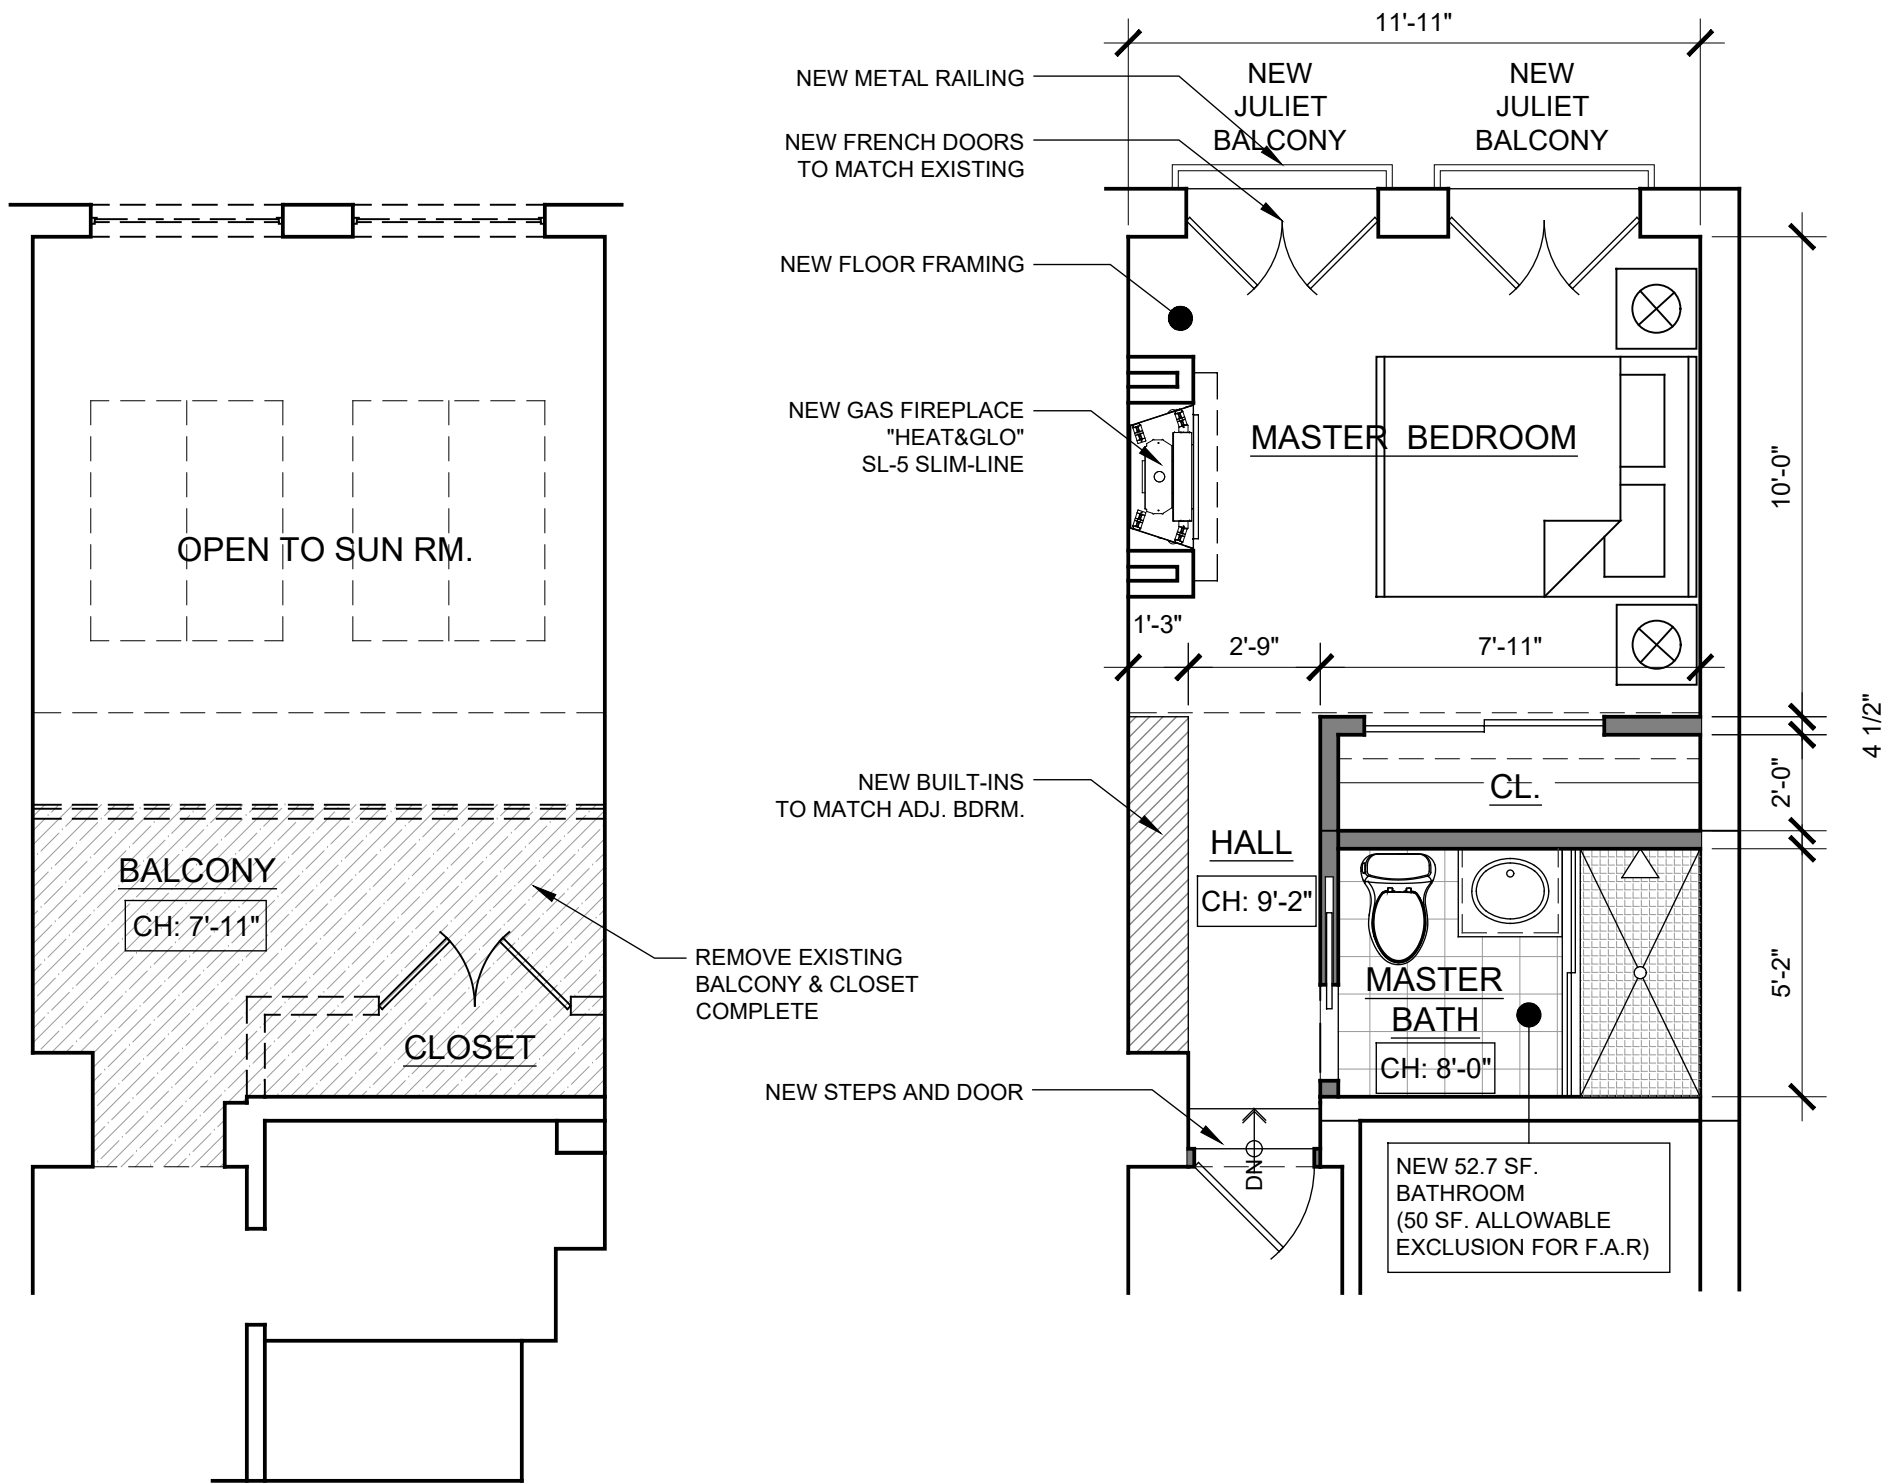 OPEN TO SUN RM.
BALCONY
CH: 7'-11"
CLOSET
REMOVE EXISTING
BALCONY & CLOSET
COMPLETE
11'-11"
NEW METAL RAILING
NEW FRENCH DOORS
TO MATCH EXISTING
NEW
JULIET
BALCONY
NEW
JULIET
BALCONY
NEW FLOOR FRAMING
NEW GAS FIREPLACE
"HEAT&GLO"
SL-5 SLIM-LINE
MASTER BEDROOM
10'-0"
1'-3"
2'-9"
7'-11"
4 1/2"
NEW BUILT-INS
TO MATCH ADJ. BDRM.
CL.
2'-0"
HALL
CH: 9'-2"
MASTER
BATH
CH: 8'-0"
5'-2"
NEW STEPS AND DOOR
DN
NEW 52.7 SF.
BATHROOM
(50 SF. ALLOWABLE
EXCLUSION FOR F.A.R)